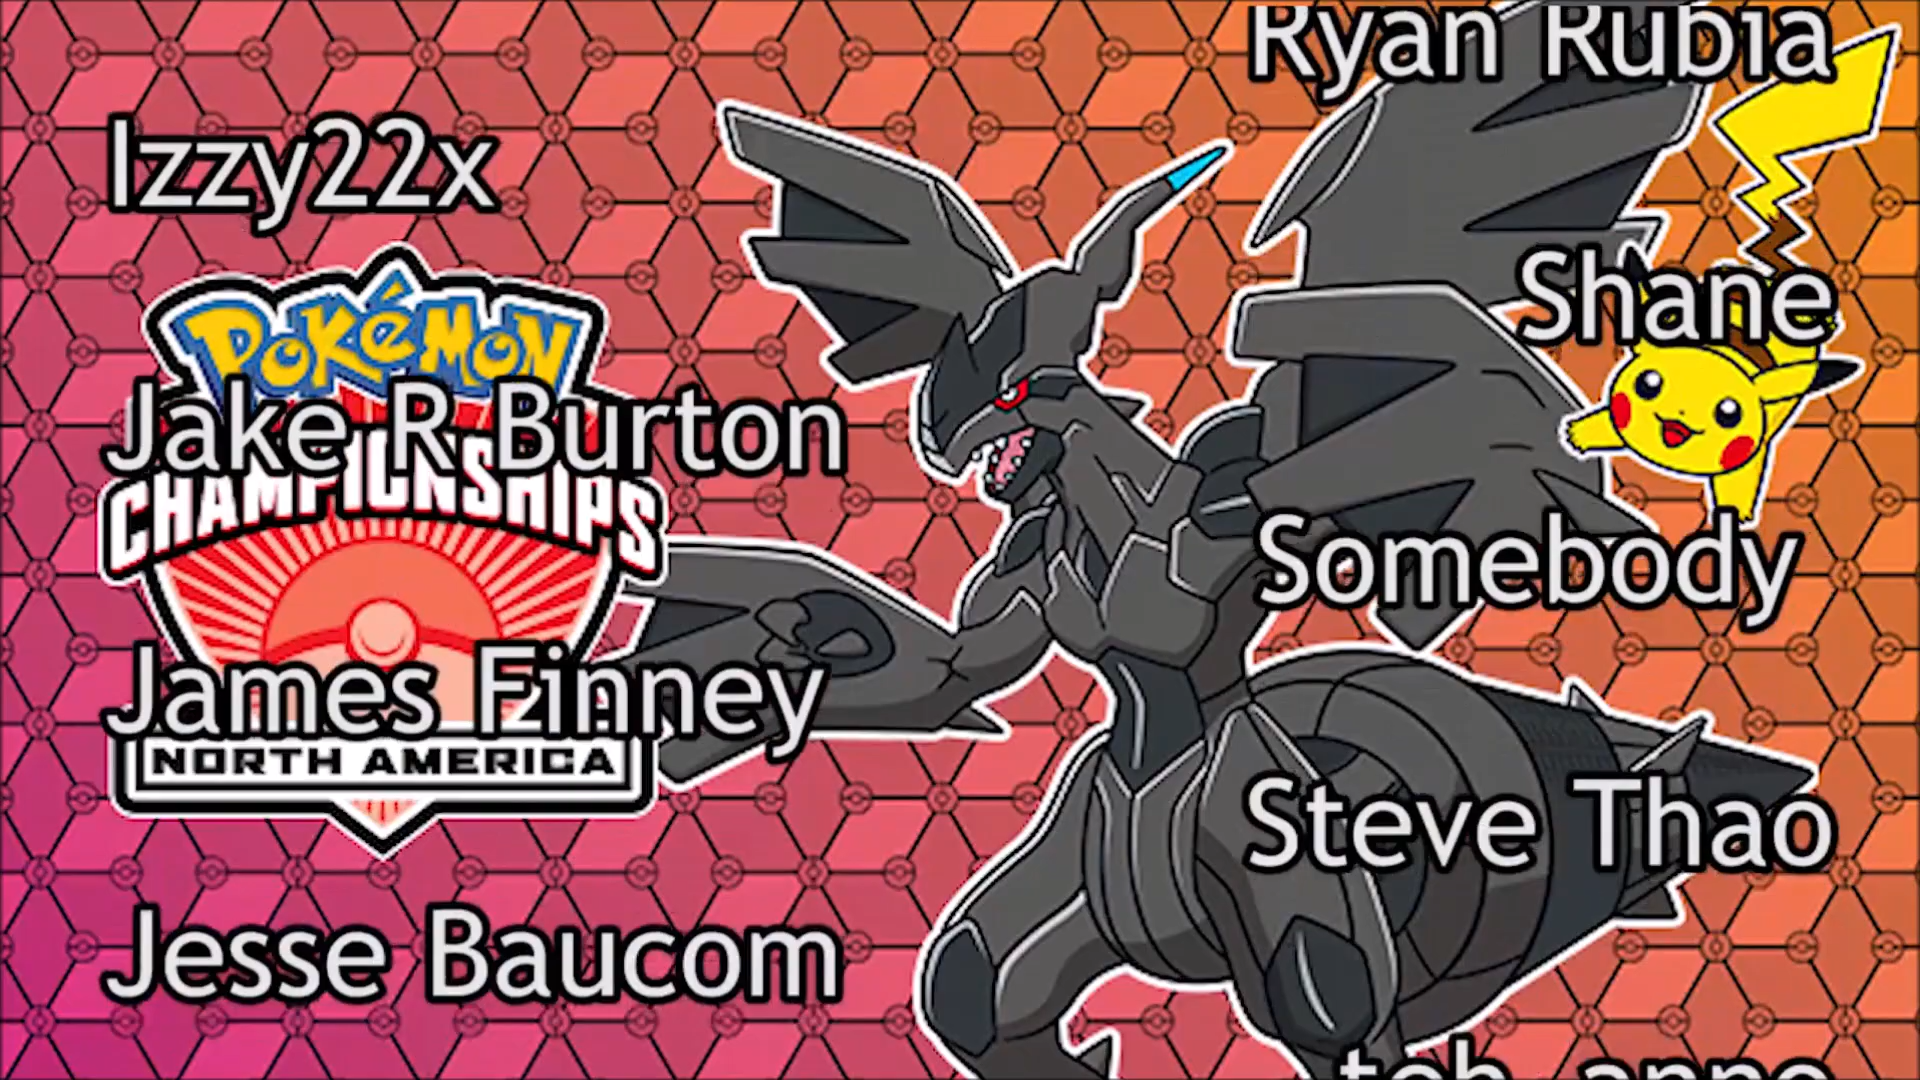 Izzy22x
POKéMON
Jake R Burton
CHAMPIONSHIPS
James Finney
NORTH AMERICA
Jesse Baucom
Ryan Rubia
Shane
Somebody
Steve Thao